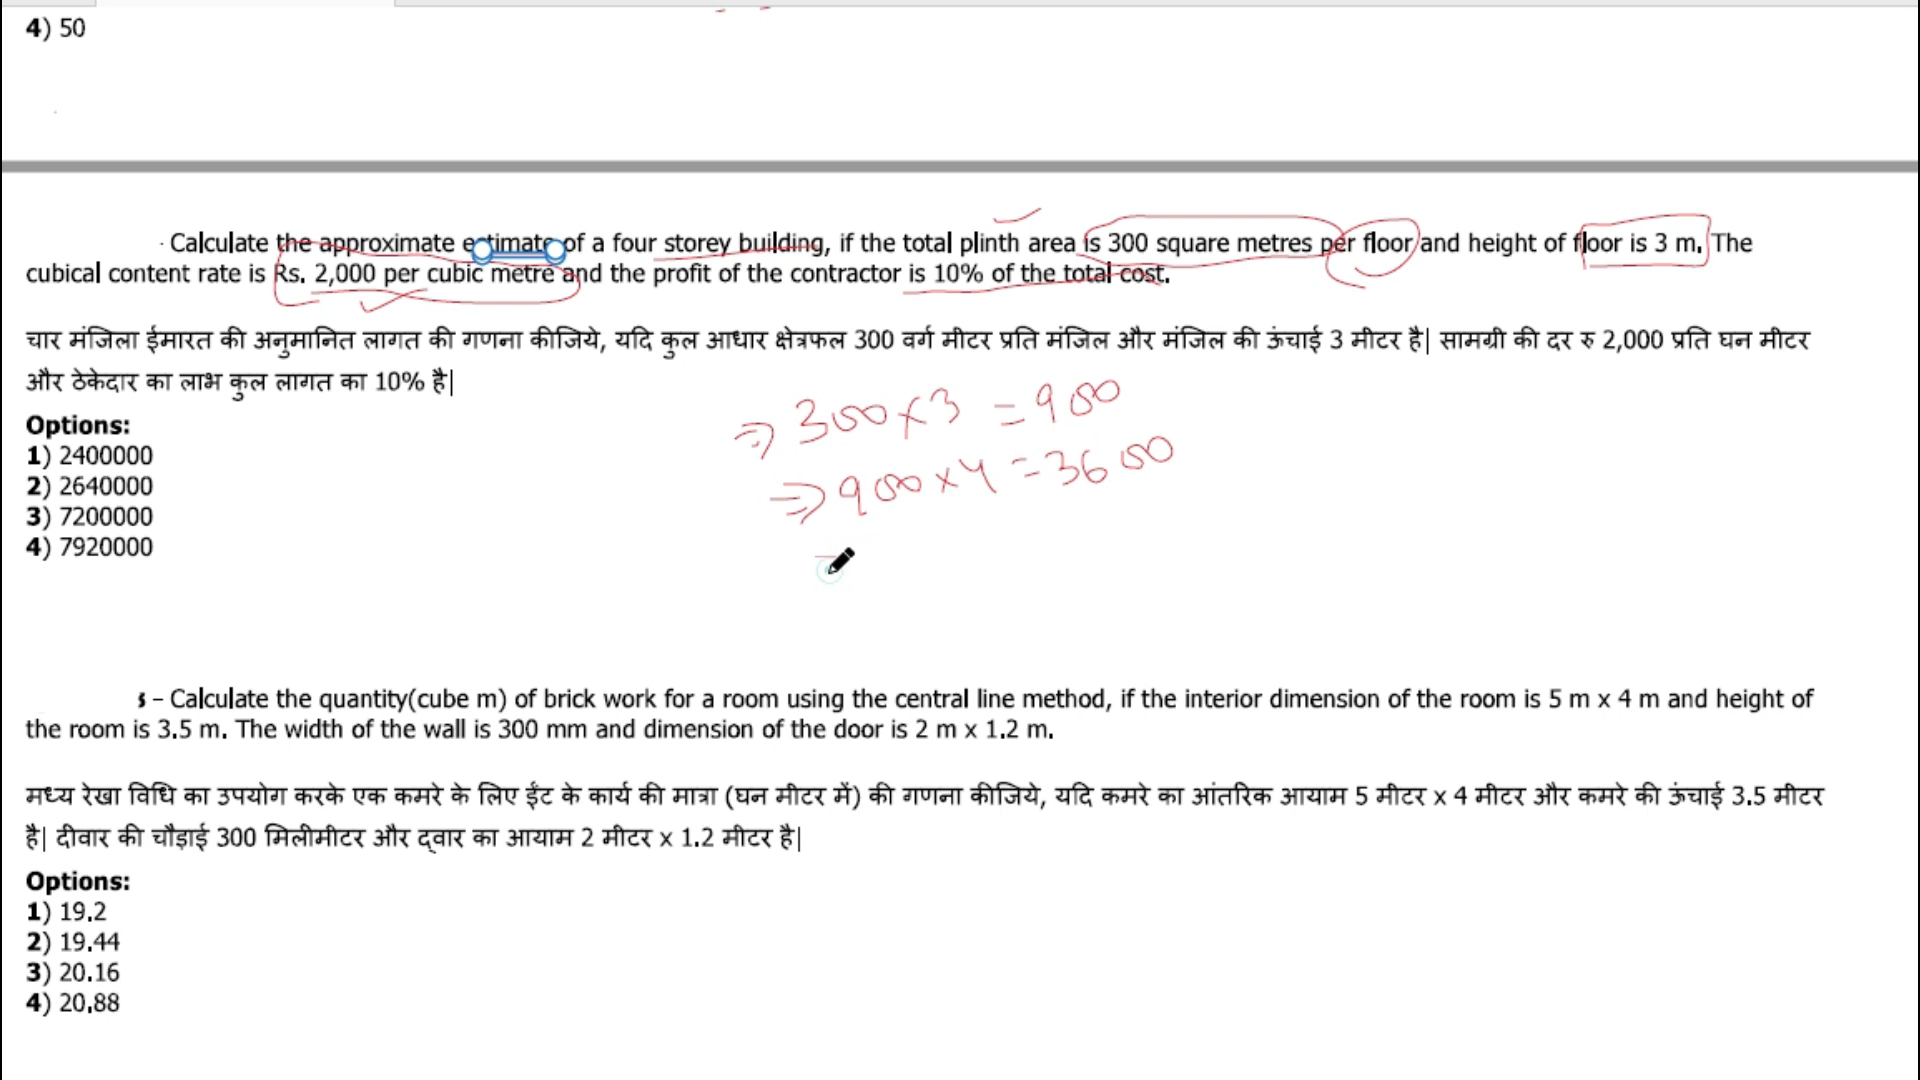 4) 50
Calculate the approximate estimate of a four storey building, if the total plinth area is 300 square metres per floor and height of floor is 3 m. The
cubical content rate is Rs. 2,000 per cubic metre and the profit of the contractor is 10% of the total cost.
चार मंजिला ईमारत की अनुमानित लागत की गणना कीजिये, यदि कुल आधार क्षेत्रफल 300 वर्ग मीटर प्रति मंजिल और मंजिल की ऊंचाई 3 मीटर है| सामग्री की दर रु 2,000 प्रति घन मीटर
और ठेकेदार का लाभ कुल लागत का 10% है|
⇒ 300 x 3 = 900
Options:
1) 2400000
⇒ 900 x 4 = 3600
2) 2640000
3) 7200000
4) 7920000
– Calculate the quantity(cube m) of brick work for a room using the central line method, if the interior dimension of the room is 5 m x 4 m and height of
the room is 3.5 m. The width of the wall is 300 mm and dimension of the door is 2 m x 1.2 m.
मध्य रेखा विधि का उपयोग करके एक कमरे के लिए ईंट के कार्य की मात्रा (घन मीटर में) की गणना कीजिये, यदि कमरे का आंतरिक आयाम 5 मीटर x 4 मीटर और कमरे की ऊंचाई 3.5 मीटर
है| दीवार की चौड़ाई 300 मिलीमीटर और द्वार का आयाम 2 मीटर x 1.2 मीटर है|
Options:
1) 19.2
2) 19.44
3) 20.16
4) 20.88